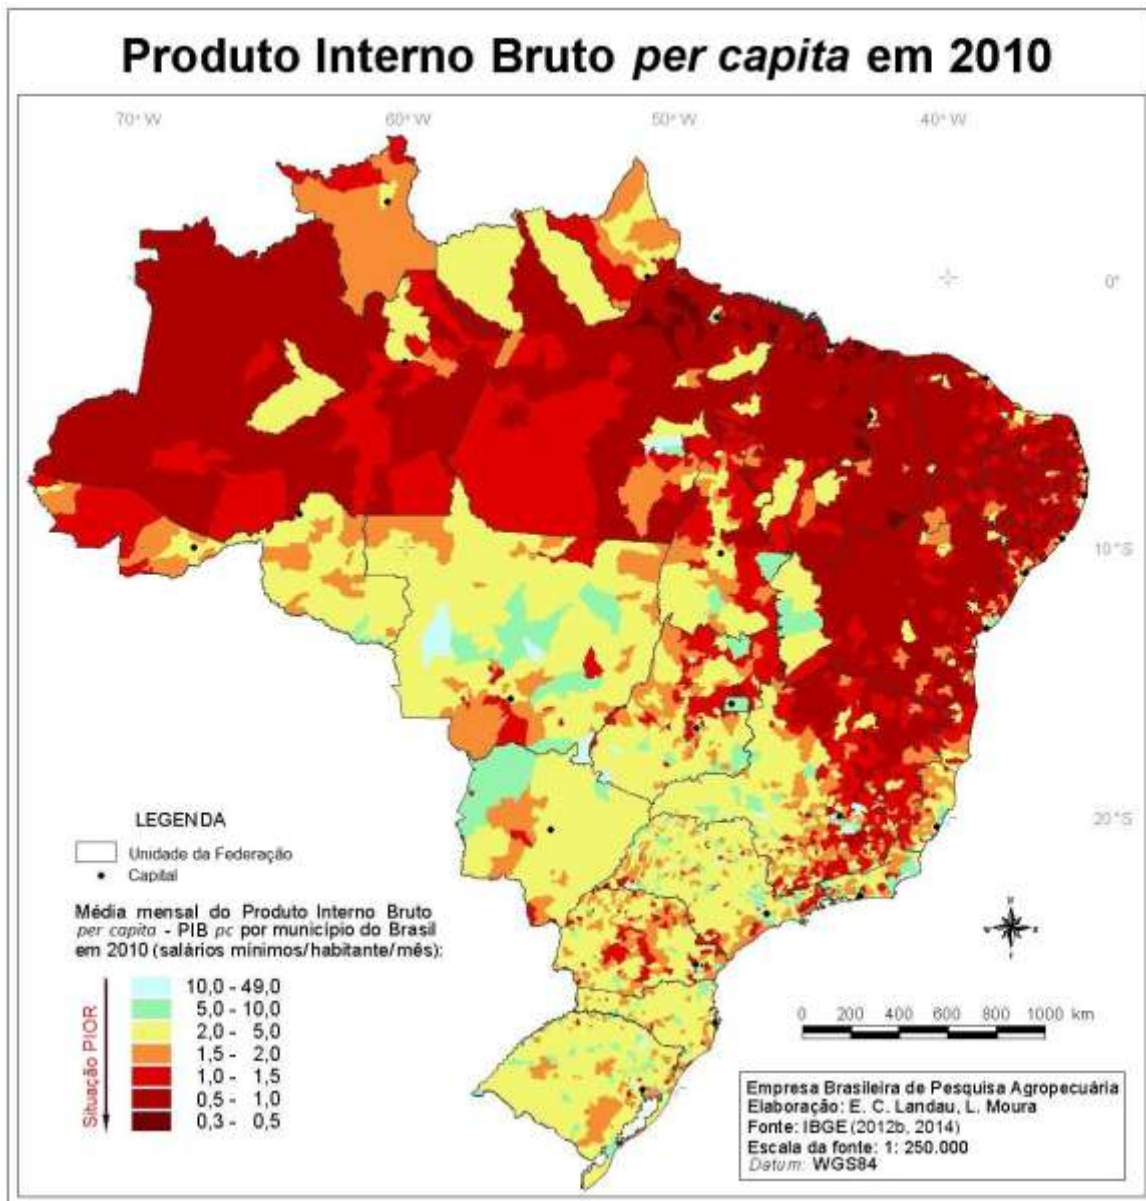 Produto Interno Bruto per capita em 2010
70° W 60° W 50° W 40° W
0°
10°S
20°S
LEGENDA
Unidade da Federação
Capital
Média mensal do Produto Interno Bruto
per capita - PIB pc por município do Brasil
em 2010 (salários mínimos/habitante/mês):
Situação PIOR
10,0 - 49,0
5,0 - 10,0
2,0 - 5,0
1,5 - 2,0
1,0 - 1,5
0,5 - 1,0
0,3 - 0,5
0 200 400 600 800 1000 km
Empresa Brasileira de Pesquisa Agropecuária
Elaboração: E. C. Landau, L. Moura
Fonte: IBGE (2012b, 2014)
Escala da fonte: 1: 250.000
Datum: WGS84